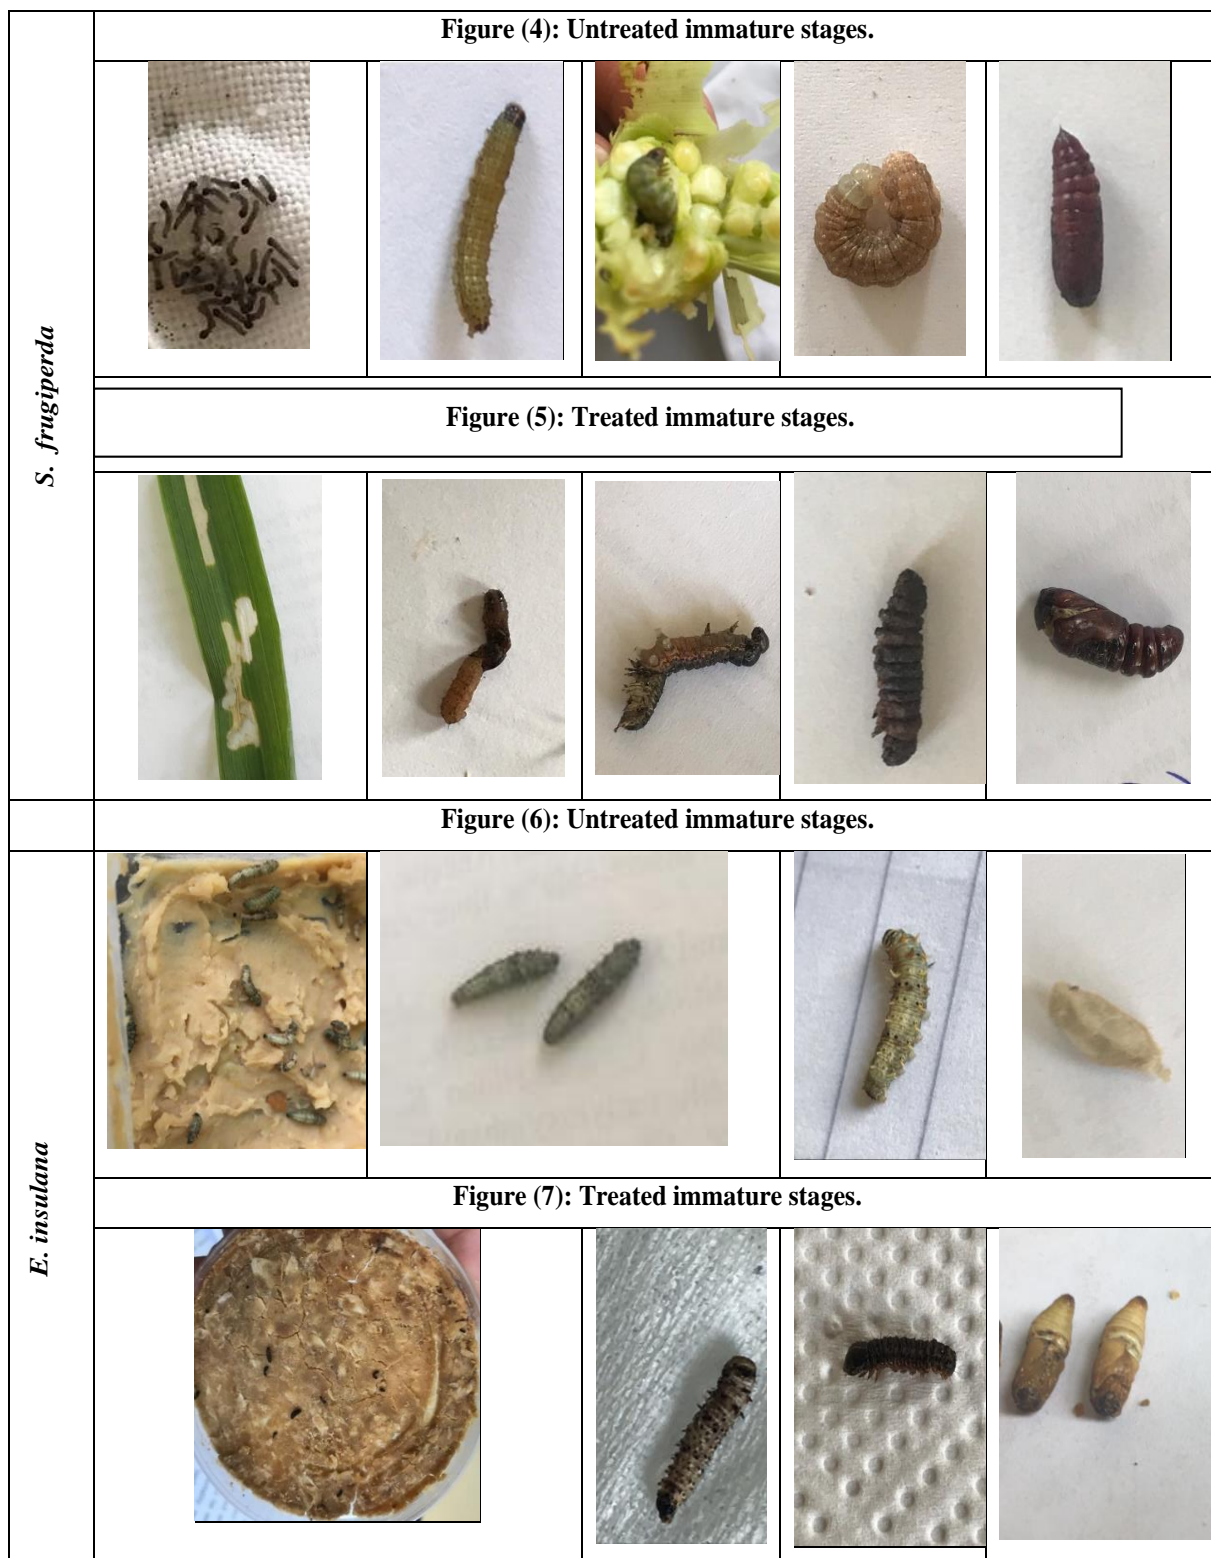 Figure (4): Untreated immature stages.
S. frugiperda
Figure (5): Treated immature stages.
Figure (6): Untreated immature stages.
E. insulana
Figure (7): Treated immature stages.